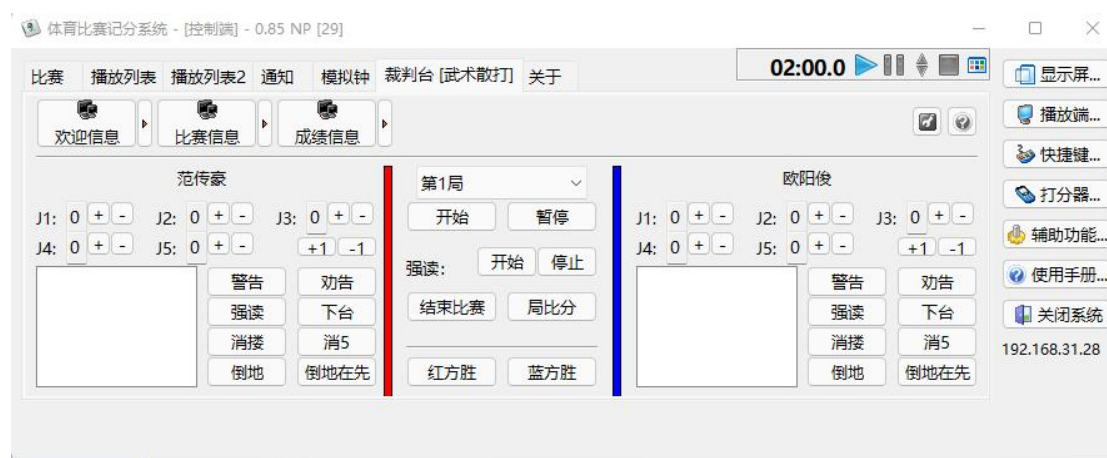 体育比赛记分系统 - [控制端] - 0.85 NP [29]
比赛 播放列表 播放列表2 通知 模拟钟 裁判台 [武术散打] 关于
02:00.0
欢迎信息 比赛信息 成绩信息
范传豪
J1: 0 + - J2: 0 + - J3: 0 + -
J4: 0 + - J5: 0 + - +1 -1
警告 劝告
强读 下台
消搂 消5
倒地 倒地在先
第1局
开始 暂停
强读: 开始 停止
结束比赛 局比分
红方胜 蓝方胜
欧阳俊
J1: 0 + - J2: 0 + - J3: 0 + -
J4: 0 + - J5: 0 + - +1 -1
警告 劝告
强读 下台
消搂 消5
倒地 倒地在先
显示屏...
播放端...
快捷键...
打分器...
辅助功能...
使用手册...
关闭系统
192.168.31.28